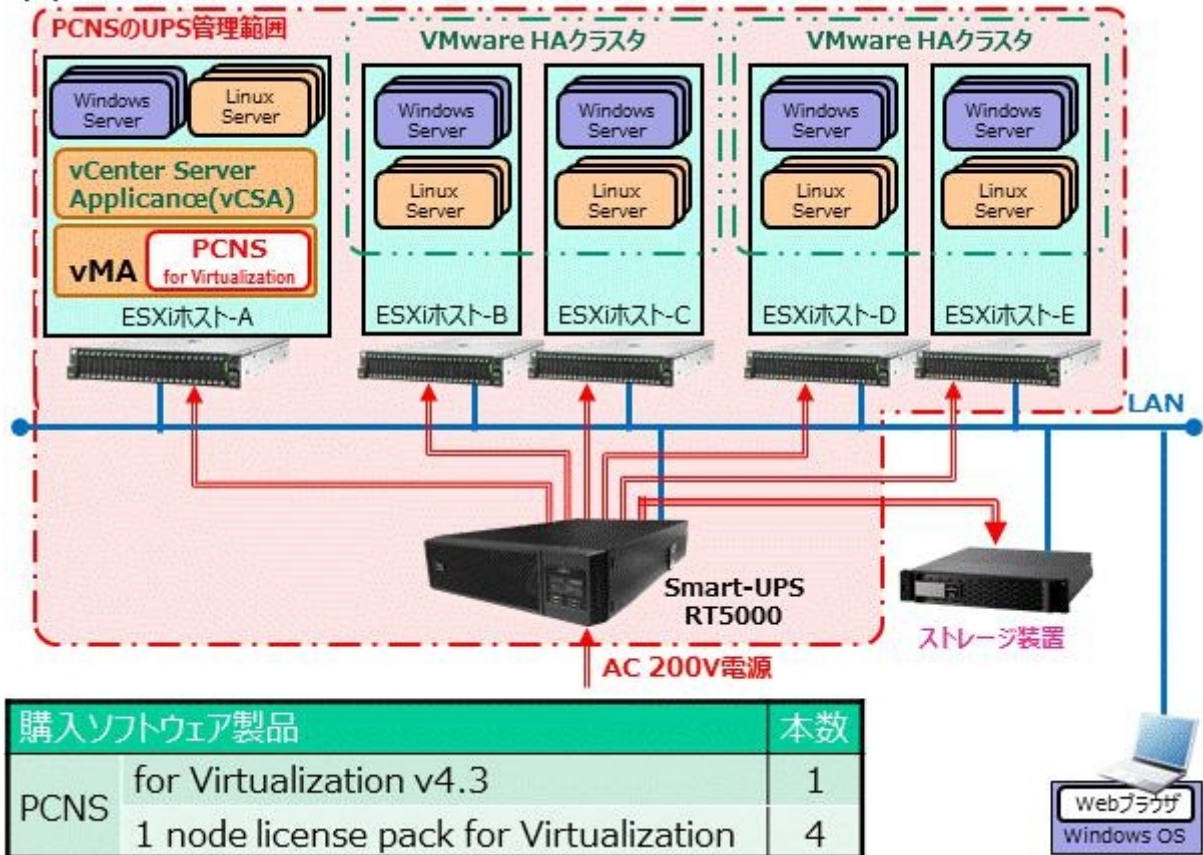 PCNSのUPS管理範囲
VMware HAクラスタ
VMware HAクラスタ
Windows
Server
Linux
Server
vCenter Server
Applicance(vCSA)
vMA
PCNS
for Virtualization
ESXiホスト-A
Windows
Server
Linux
Server
ESXiホスト-B
Windows
Server
Linux
Server
ESXiホスト-C
Windows
Server
Linux
Server
ESXiホスト-D
Windows
Server
Linux
Server
ESXiホスト-E
LAN
Smart-UPS
RT5000
ストレージ装置
AC 200V電源
購入ソフトウェア製品 本数
PCNS
for Virtualization v4.3 1
1 node license pack for Virtualization 4
Webブラウザ
Windows OS